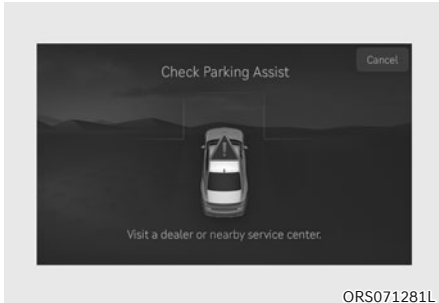 Cancel
Check Parking Assist
Visit a dealer or nearby service center.
ORS071281L